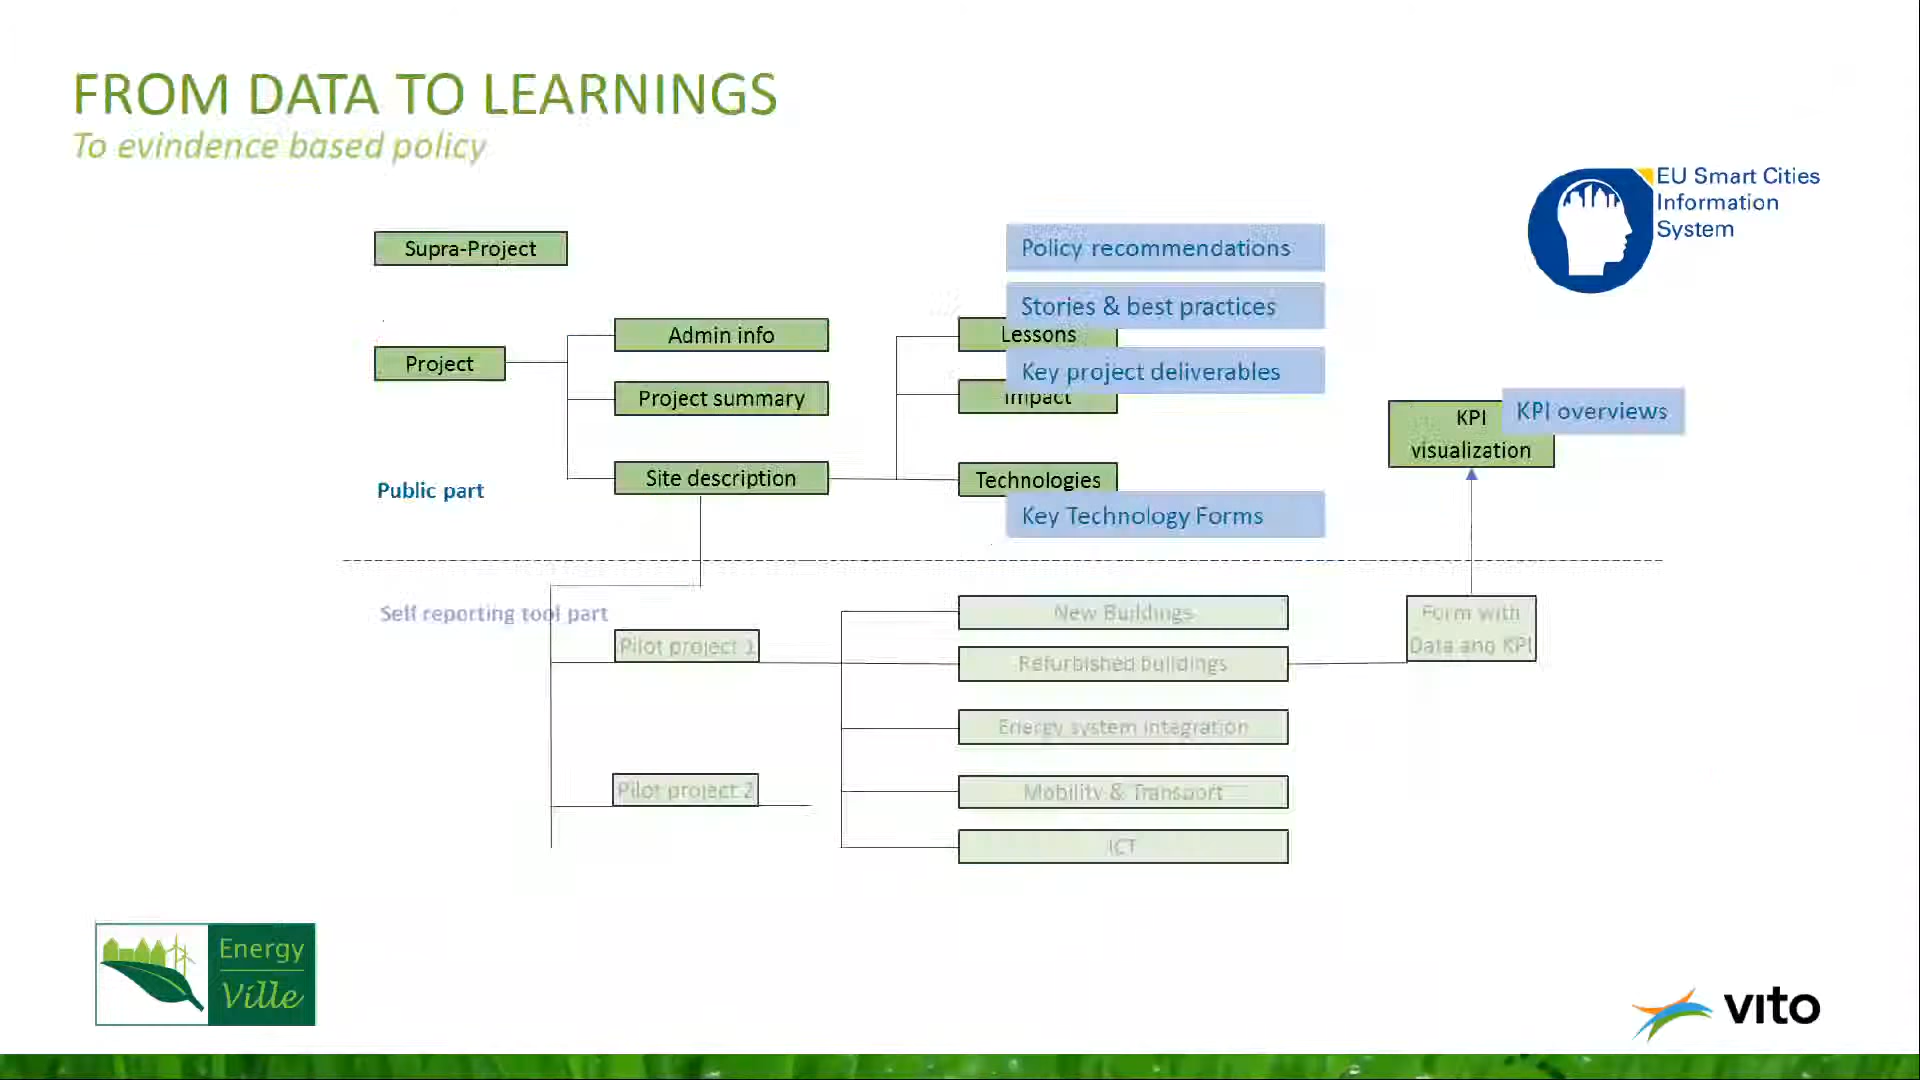 FROM DATA TO LEARNINGS
To evindence based policy
EU Smart Cities
Information
System
Supra-Project
Policy recommendations
Stories & best practices
Admin info
Lessons
Project
Key project deliverables
Project summary
Impact
KPI overviews
KPI
visualization
Site description
Technologies
Public part
Key Technology Forms
Self reporting tool part
New Buildings
Form with
Data and KPI
Pilot project 1
Refurbished buildings
Energy system integration
Pilot project 2
Mobility & Transport
ICT
Energy
Ville
vito